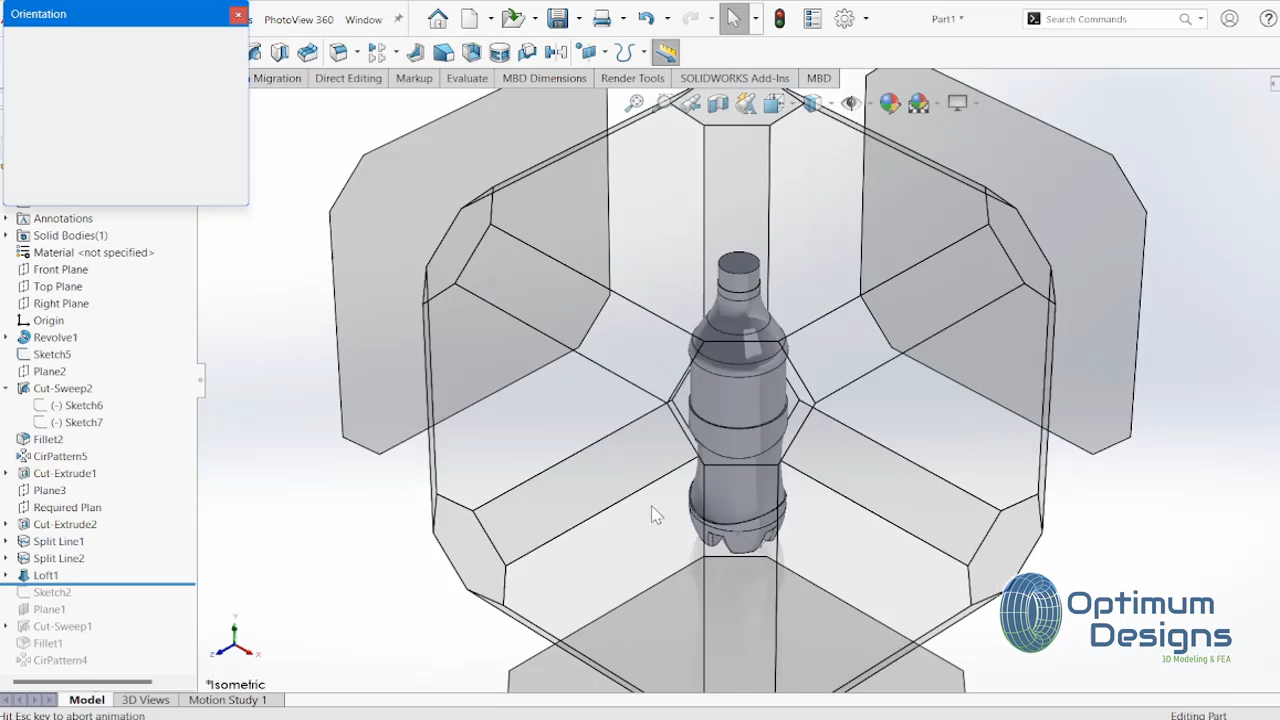 Orientation
PhotoView 360 Window
Part1 *
Search Commands
Migration Direct Editing Markup Evaluate MBD Dimensions Render Tools SOLIDWORKS Add-Ins MBD
Annotations
Solid Bodies(1)
Material <not specified>
Front Plane
Top Plane
Right Plane
Origin
Revolve1
Sketch5
Plane2
Cut-Sweep2
(-) Sketch6
(-) Sketch7
Fillet2
CirPattern5
Cut-Extrude1
Plane3
Required Plan
Cut-Extrude2
Split Line1
Split Line2
Loft1
Sketch2
Plane1
Cut-Sweep1
Fillet1
CirPattern4
Y
Z
X
*Isometric
Optimum
Designs
3D Modeling & FEA
Model 3D Views Motion Study 1
Hit Esc key to abort animation
Editing Part